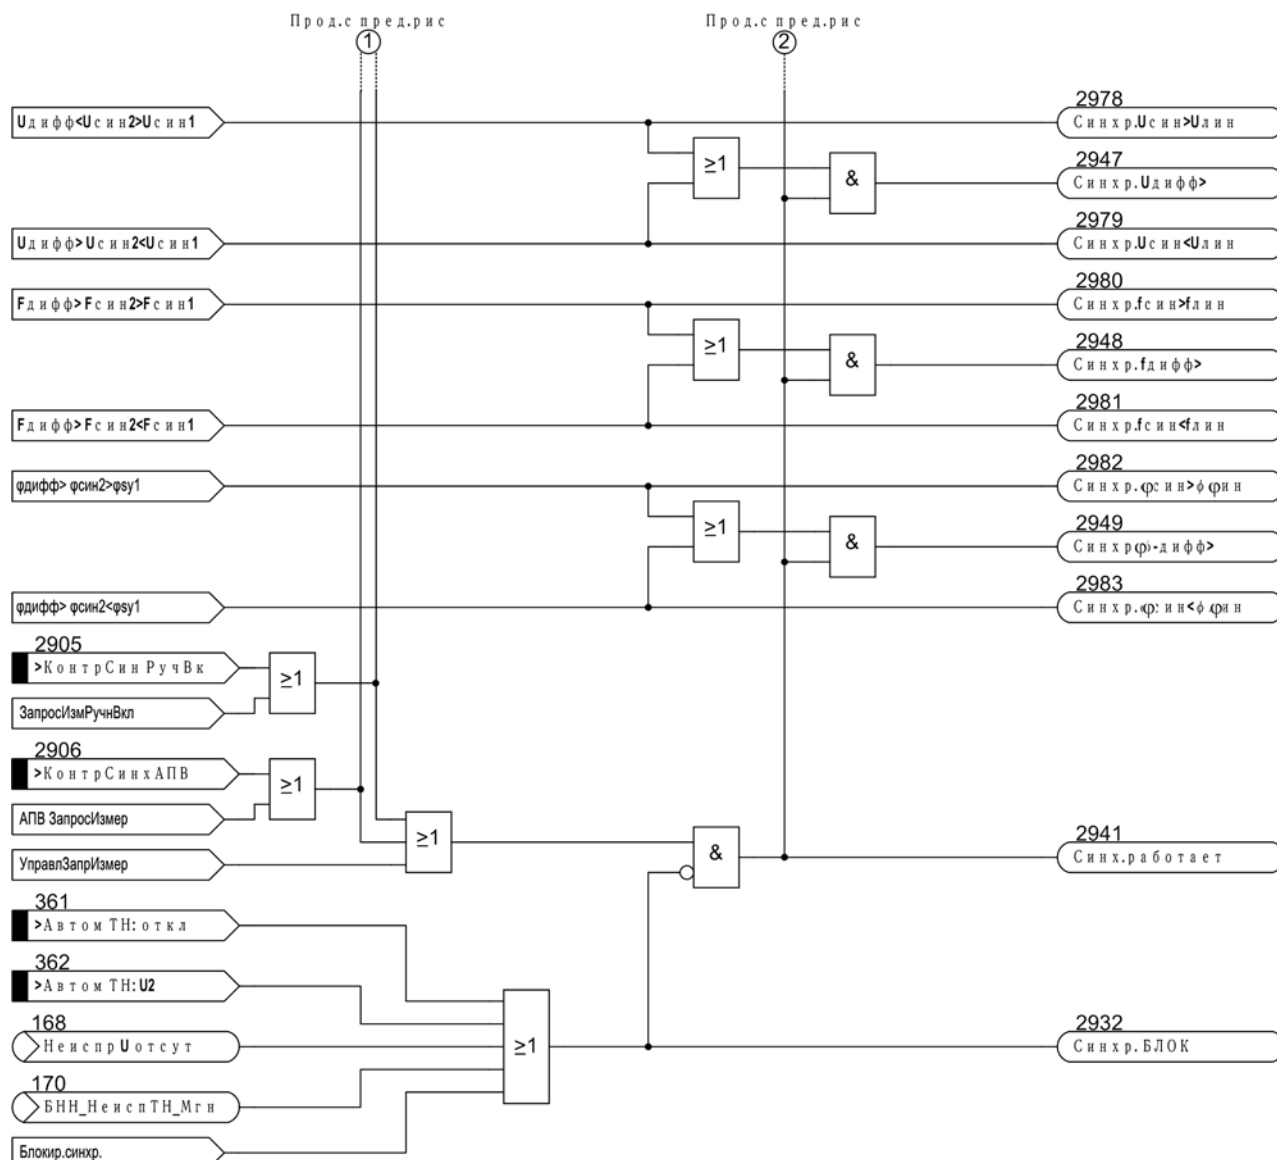 Прод.с пред.рис
Прод.с пред.рис
1
2
Uдифф<Uсин2>Uсин1
2978
Синхр.Uсин>Uлин
≥1
&
2947
Синхр.Uдифф>
Uдифф>Uсин2<Uсин1
2979
Синхр.Uсин<Uлин
Fдифф>Fсин2>Fсин1
2980
Синхр.fсин>fлин
≥1
&
2948
Синхр.fдифф>
Fдифф>Fсин2<Fсин1
2981
Синхр.fсин<fлин
φдифф> φсин2>φsy1
2982
≥1
&
2949
Синхр(φ)-дифф>
φдифф> φсин2<φsy1
2983
2905
>КонтрСинРучВк
≥1
ЗапросИзмРучнВкл
2906
>КонтрСинхАПВ
≥1
АПВ ЗапросИзмер
≥1
УправлЗапрИзмер
&
2941
Синх.работает
361
>Автом ТН:откл
362
>Автом ТН:U2
168
Неиспр U отсут
≥1
2932
Синхр.БЛОК
170
БНН_НеиспТН_Мгн
Блокир.синхр.